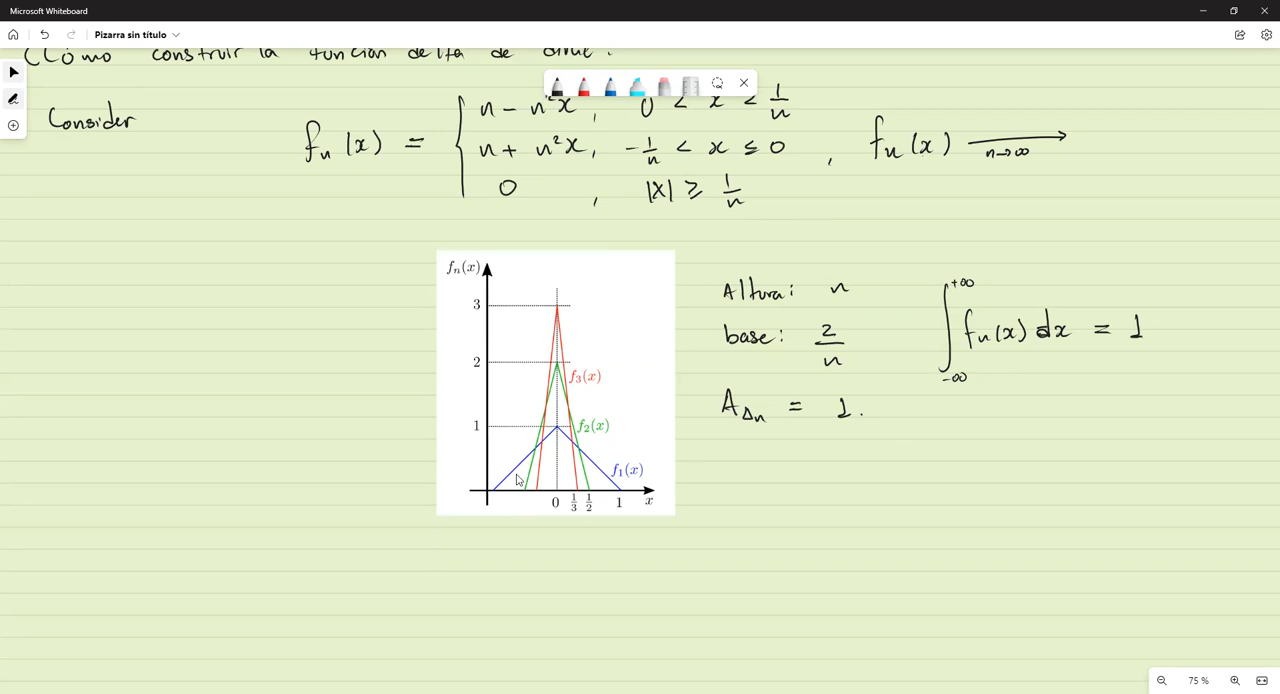 Microsoft Whiteboard
Pizarra sin título
¿Cómo construir la función delta de
Consider
fₙ(x) = { n - n²x, 0 < x < 1/n
n + n²x, -1/n < x ≤ 0, fₙ(x) ⟶ n→∞
0, |x| ≥ 1/n
fₙ(x)
3
2
1
f₃(x)
f₂(x)
f₁(x)
0 1/3 1/2 1 x
Altura: n
base: 2/n
A△n = 1.
∫_{-∞}^{+∞} fₙ(x) dx = 1
75 %